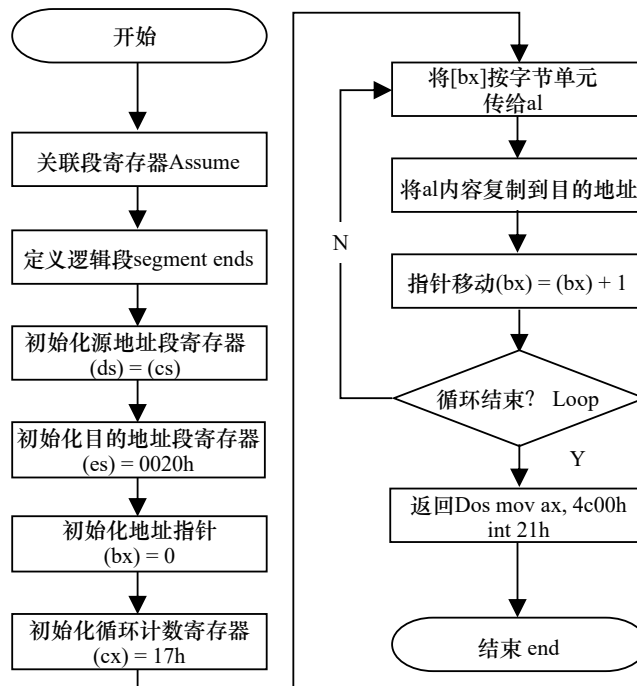 开始
关联段寄存器Assume
定义逻辑段segment ends
初始化源地址段寄存器
(ds) = (cs)
初始化目的地址段寄存器
(es) = 0020h
初始化地址指针
(bx) = 0
初始化循环计数寄存器
(cx) = 17h
将[bx]按字节单元
传给al
将al内容复制到目的地址
N
指针移动(bx) = (bx) + 1
循环结束? Loop
Y
返回Dos mov ax, 4c00h
int 21h
结束 end